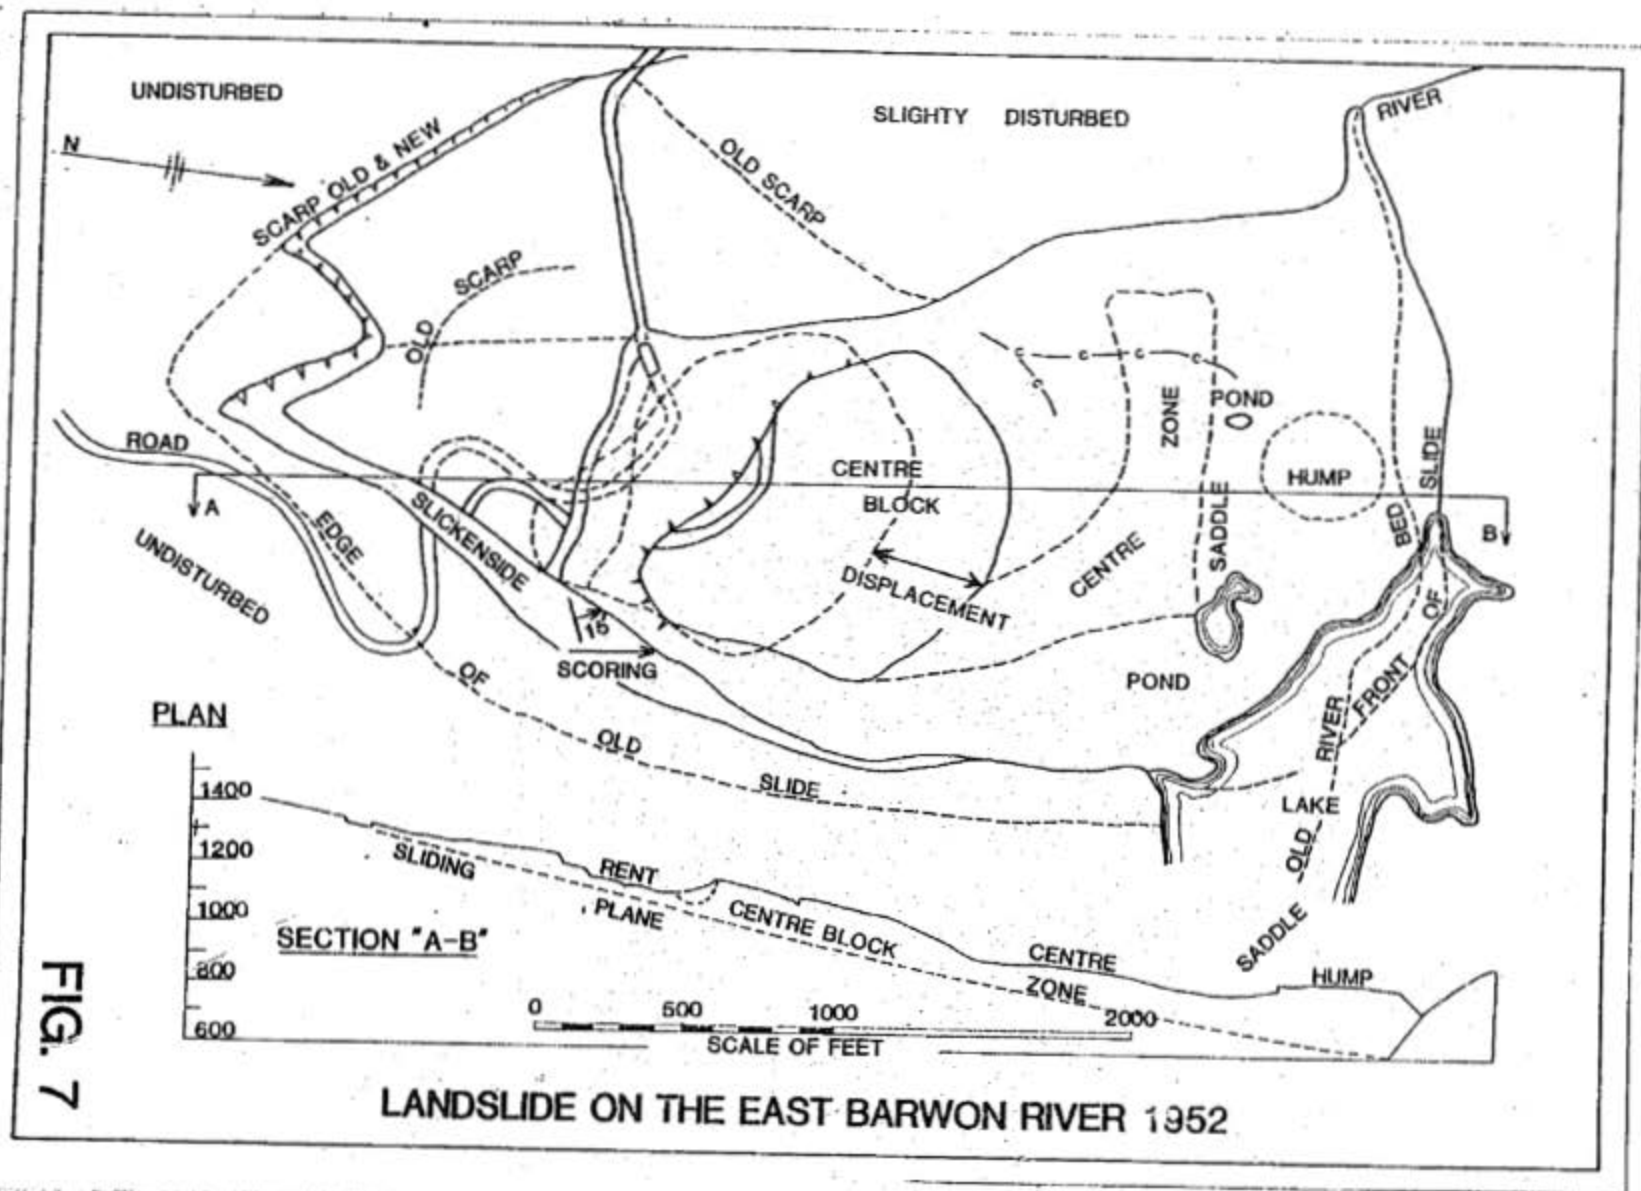 UNDISTURBED
SLIGHTY DISTURBED
RIVER
N
SCARP OLD & NEW
OLD SCARP
OLD SCARP
ROAD
ZONE
POND
CENTRE
BLOCK
HUMP
SLIDE
A
B
EDGE
SLICKENSIDE
UNDISTURBED
DISPLACEMENT
CENTRE
SADDLE
BED
OF
15
SCORING
OF
POND
FRONT
RIVER
PLAN
OLD
SLIDE
LAKE
OLD
1400
1200
1000
800
600
SLIDING
RENT
PLANE
CENTRE BLOCK
SECTION "A-B"
CENTRE
ZONE
SADDLE
HUMP
0 500 1000 2000
SCALE OF FEET
FIG. 7
LANDSLIDE ON THE EAST BARWON RIVER 1952